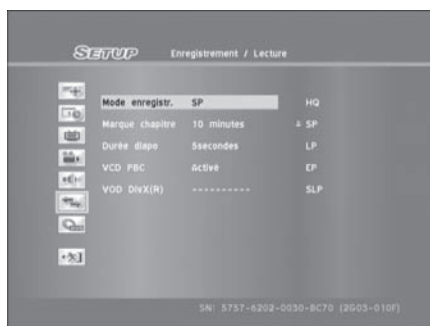 SETUP Enregistrement / Lecture
Mode enregistr. SP HQ
Marque chapitre 10 minutes SP
Durée diapo 5secondes LP
VCD PBC Activé EP
VOD DivX(R) ---------- SLP
SN: 5757-6202-0030-8C70 (2G03-010F)